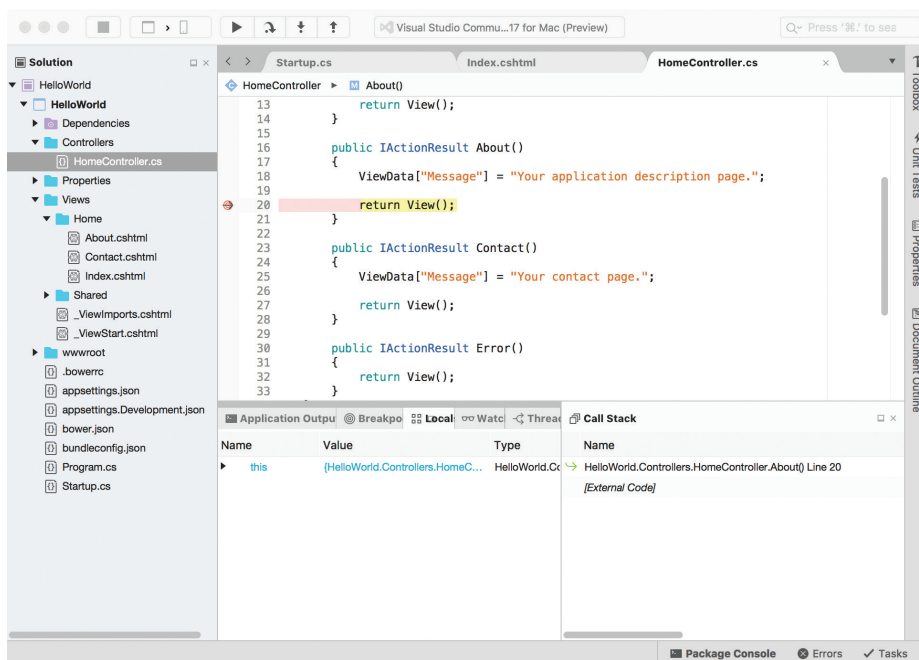 Visual Studio Commu...17 for Mac (Preview)
Press '⌘.' to sea
Solution
HelloWorld
HelloWorld
Dependencies
Controllers
HomeController.cs
Properties
Views
Home
About.cshtml
Contact.cshtml
Index.cshtml
Shared
_ViewImports.cshtml
_ViewStart.cshtml
wwwroot
.bowerrc
appsettings.json
appsettings.Development.json
bower.json
bundleconfig.json
Program.cs
Startup.cs
Startup.cs
Index.cshtml
HomeController.cs
HomeController
About()
13 return View();
14 }
15
16 public IActionResult About()
17 {
18 ViewData["Message"] = "Your application description page.";
19
20 return View();
21 }
22
23 public IActionResult Contact()
24 {
25 ViewData["Message"] = "Your contact page.";
26
27 return View();
28 }
29
30 public IActionResult Error()
31 {
32 return View();
33 }
Toolbox
Unit Tests
Properties
Document Outline
Application Outpu
Breakpo
Local
Watc
Threa
Name Value Type
this {HelloWorld.Controllers.HomeC... HelloWorld.Co
Call Stack
Name
HelloWorld.Controllers.HomeController.About() Line 20
[External Code]
Package Console
Errors
Tasks